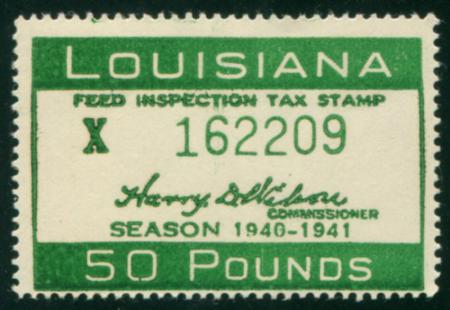 LOUISIANA
FEED INSPECTION TAX STAMP
X 162209
Harry D. Wilson
COMMISSIONER
SEASON 1940-1941
50 POUNDS